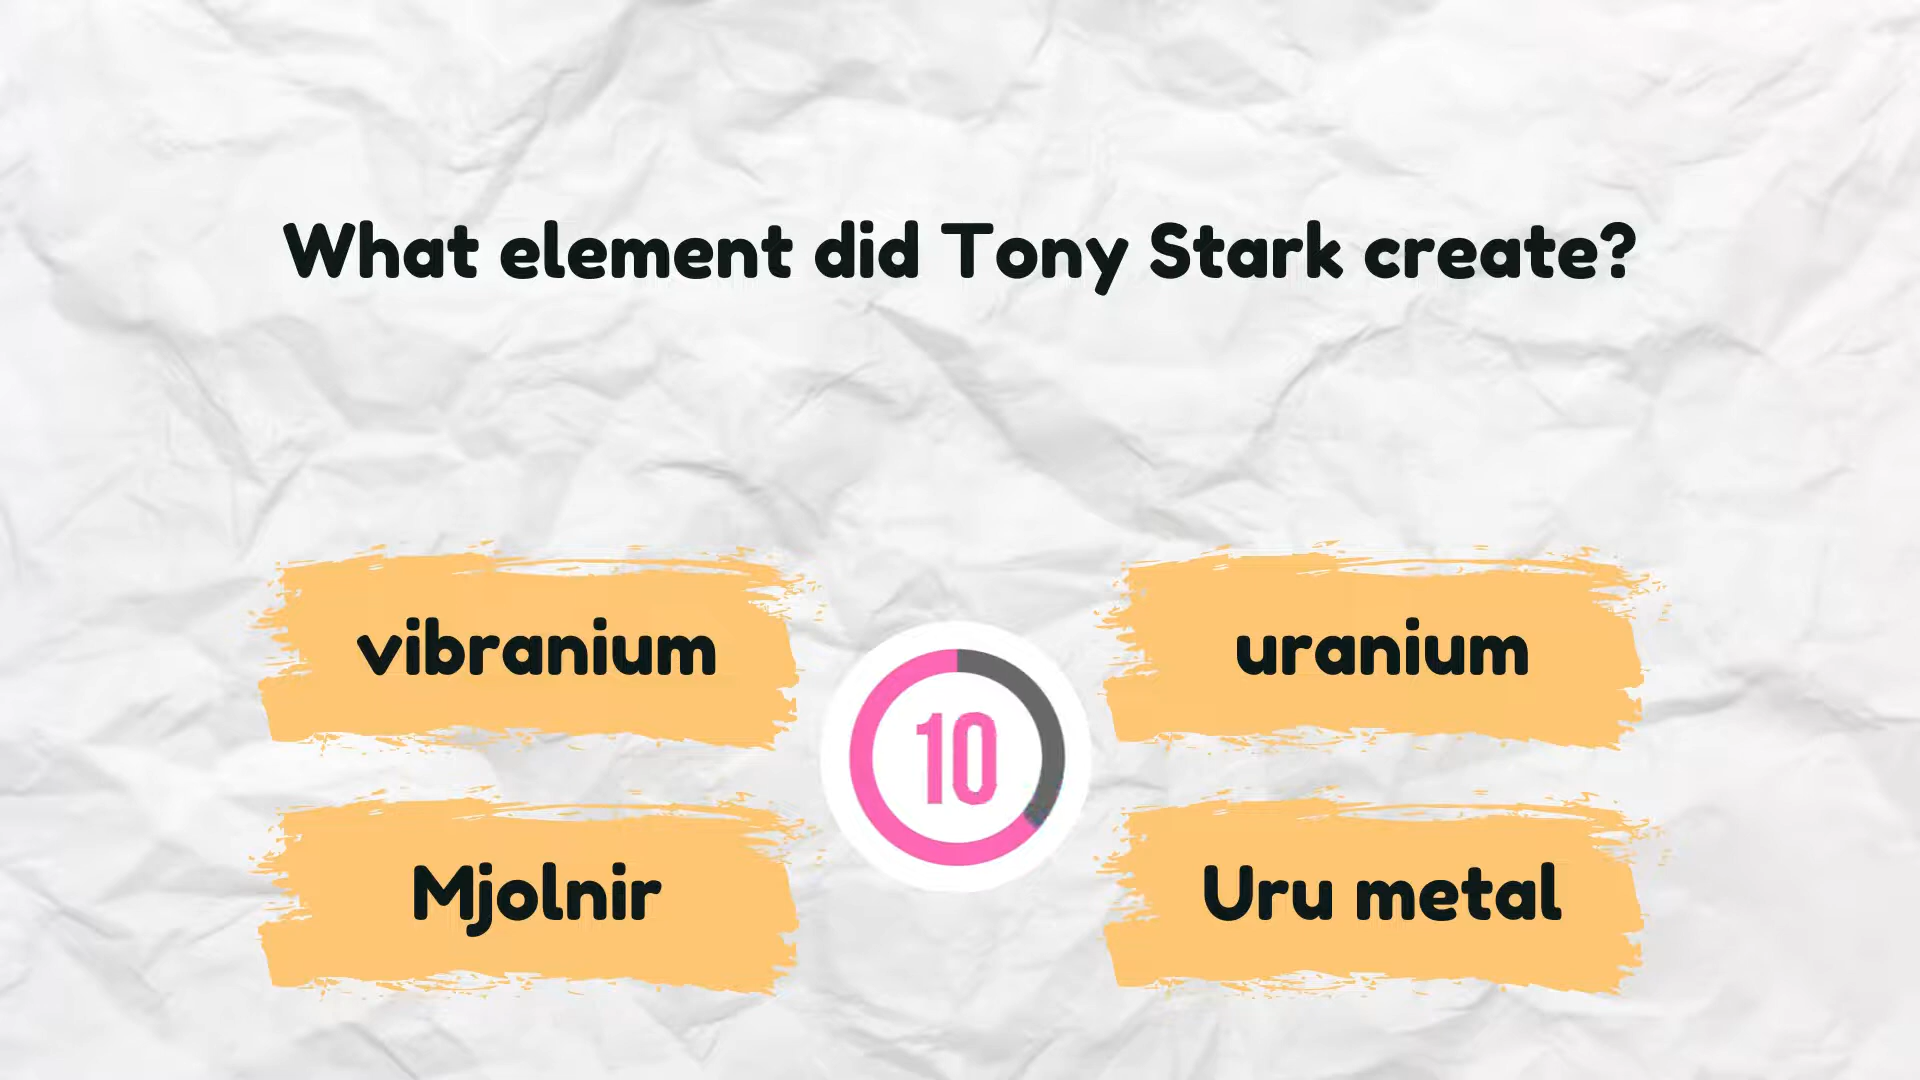 What element did Tony Stark create?
vibranium
uranium
10
Mjolnir
Uru metal